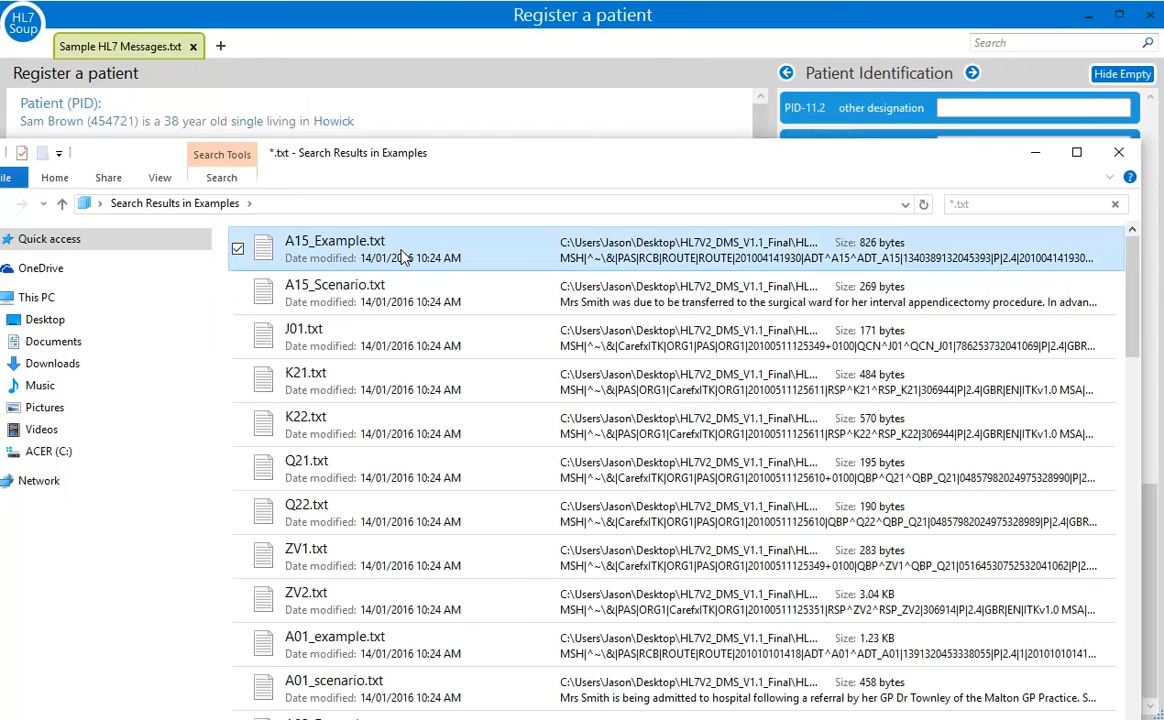 HL7
Soup
Register a patient
Sample HL7 Messages.txt × +
Search
Register a patient
Patient Identification
Hide Empty
Patient (PID):
Sam Brown (454721) is a 38 year old single living in Howick
PID-11.2 other designation
Search Tools
*.txt - Search Results in Examples
ile Home Share View Search
Search Results in Examples
*.txt
Quick access
OneDrive
This PC
Desktop
Documents
Downloads
Music
Pictures
Videos
ACER (C:)
Network
A15_Example.txt C:\Users\Jason\Desktop\HL7V2_DMS_V1.1_Final\HL... Size: 826 bytes
Date modified: 14/01/2016 10:24 AM MSH|^~\&|PAS|RCB|ROUTE|ROUTE|201004141930|ADT^A15^ADT_A15|1340389132045393|P|2.4|201004141930...
A15_Scenario.txt C:\Users\Jason\Desktop\HL7V2_DMS_V1.1_Final\HL... Size: 269 bytes
Date modified: 14/01/2016 10:24 AM Mrs Smith was due to be transferred to the surgical ward for her interval appendicectomy procedure. In advan...
J01.txt C:\Users\Jason\Desktop\HL7V2_DMS_V1.1_Final\HL... Size: 171 bytes
Date modified: 14/01/2016 10:24 AM MSH|^~\&|CarefxITK|ORG1|PAS|ORG1|20100511125349+0100|QCN^J01^QCN_J01|786253732041069|P|2.4|GBR...
K21.txt C:\Users\Jason\Desktop\HL7V2_DMS_V1.1_Final\HL... Size: 484 bytes
Date modified: 14/01/2016 10:24 AM MSH|^~\&|PAS|ORG1|CarefxITK|ORG1|20100511125611|RSP^K21^RSP_K21|306944|P|2.4|GBR|EN|ITKv1.0 MSA|...
K22.txt C:\Users\Jason\Desktop\HL7V2_DMS_V1.1_Final\HL... Size: 570 bytes
Date modified: 14/01/2016 10:24 AM MSH|^~\&|PAS|ORG1|CarefxITK|ORG1|20100511125611|RSP^K22^RSP_K22|306944|P|2.4|GBR|EN|ITKv1.0 MSA|...
Q21.txt C:\Users\Jason\Desktop\HL7V2_DMS_V1.1_Final\HL... Size: 195 bytes
Date modified: 14/01/2016 10:24 AM MSH|^~\&|CarefxITK|ORG1|PAS|ORG1|20100511125610+0100|QBP^Q21^QBP_Q21|04857982024975328990|P|2.4|...
Q22.txt C:\Users\Jason\Desktop\HL7V2_DMS_V1.1_Final\HL... Size: 190 bytes
Date modified: 14/01/2016 10:24 AM MSH|^~\&|CarefxITK|ORG1|PAS|ORG1|20100511125610|QBP^Q22^QBP_Q21|04857982024975328989|P|2.4|GBR...
ZV1.txt C:\Users\Jason\Desktop\HL7V2_DMS_V1.1_Final\HL... Size: 283 bytes
Date modified: 14/01/2016 10:24 AM MSH|^~\&|CarefxITK|ORG1|PAS|ORG1|20100511125349+0100|QBP^ZV1^QBP_Q21|05164530752532041062|P|2....
ZV2.txt C:\Users\Jason\Desktop\HL7V2_DMS_V1.1_Final\HL... Size: 3.04 KB
Date modified: 14/01/2016 10:24 AM MSH|^~\&|PAS|ORG1|CarefxITK|ORG1|20100511125351|RSP^ZV2^RSP_ZV2|306914|P|2.4|GBR|EN|ITKv1.0 MSA|...
A01_example.txt C:\Users\Jason\Desktop\HL7V2_DMS_V1.1_Final\HL... Size: 1.23 KB
Date modified: 14/01/2016 10:24 AM MSH|^~\&|PAS|RCB|ROUTE|ROUTE|201010101418|ADT^A01^ADT_A01|1391320453338055|P|2.4|1|20101010141...
A01_scenario.txt C:\Users\Jason\Desktop\HL7V2_DMS_V1.1_Final\HL... Size: 458 bytes
Date modified: 14/01/2016 10:24 AM Mrs Smith is being admitted to hospital following a referral by her GP Dr Townley of the Malton GP Practice. S...